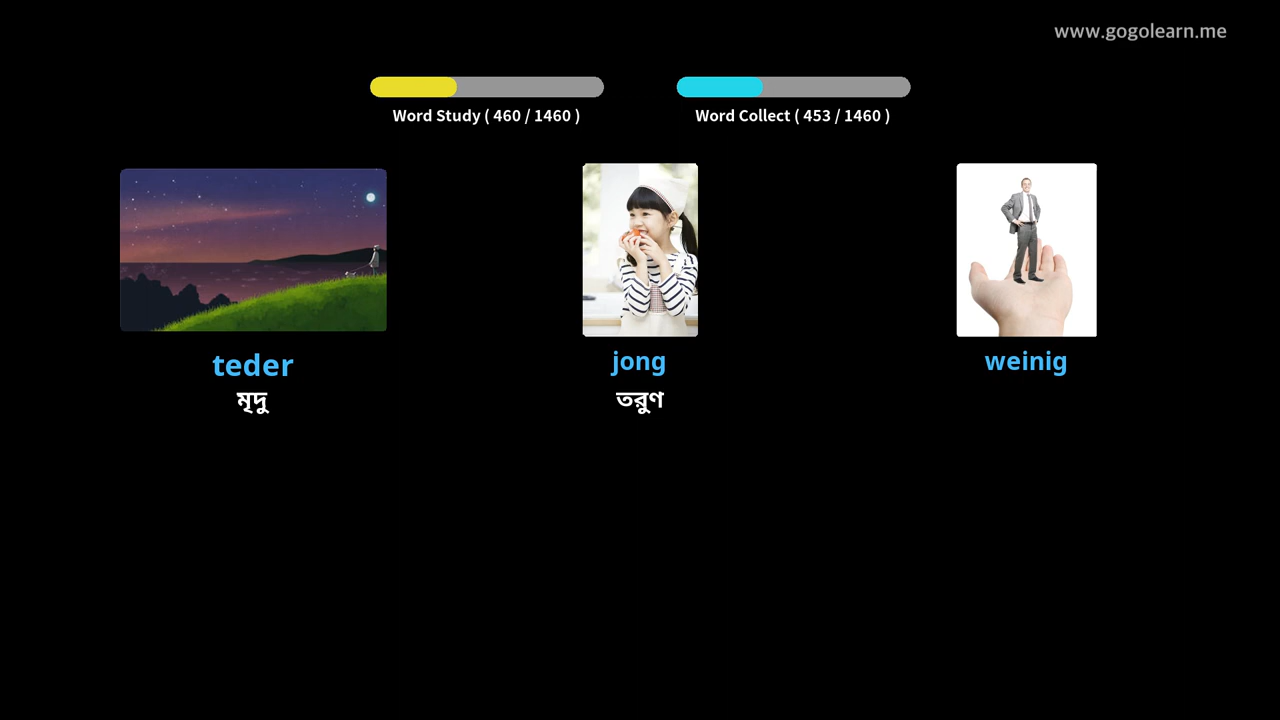 www.gogolearn.me
Word Study ( 460 / 1460 )
Word Collect ( 453 / 1460 )
teder
মৃদু
jong
তরুণ
weinig